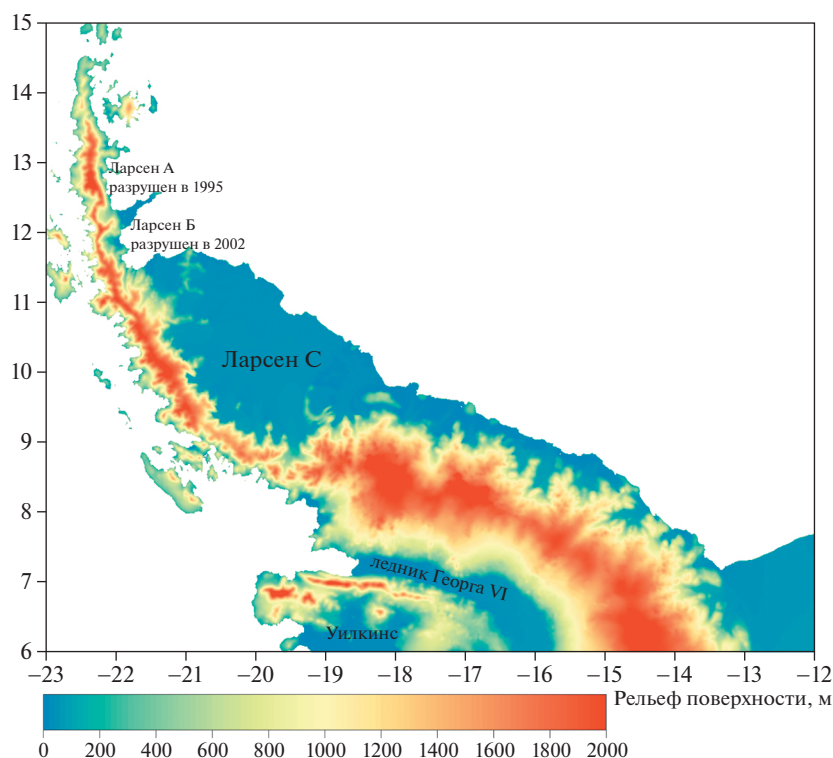 15
14
13
12
11
10
9
8
7
6
Ларсен А
разрушен в 1995
Ларсен Б
разрушен в 2002
Ларсен С
ледник Георга VI
Уилкинс
−23 −22 −21 −20 −19 −18 −17 −16 −15 −14 −13 −12
Рельеф поверхности, м
0 200 400 600 800 1000 1200 1400 1600 1800 2000